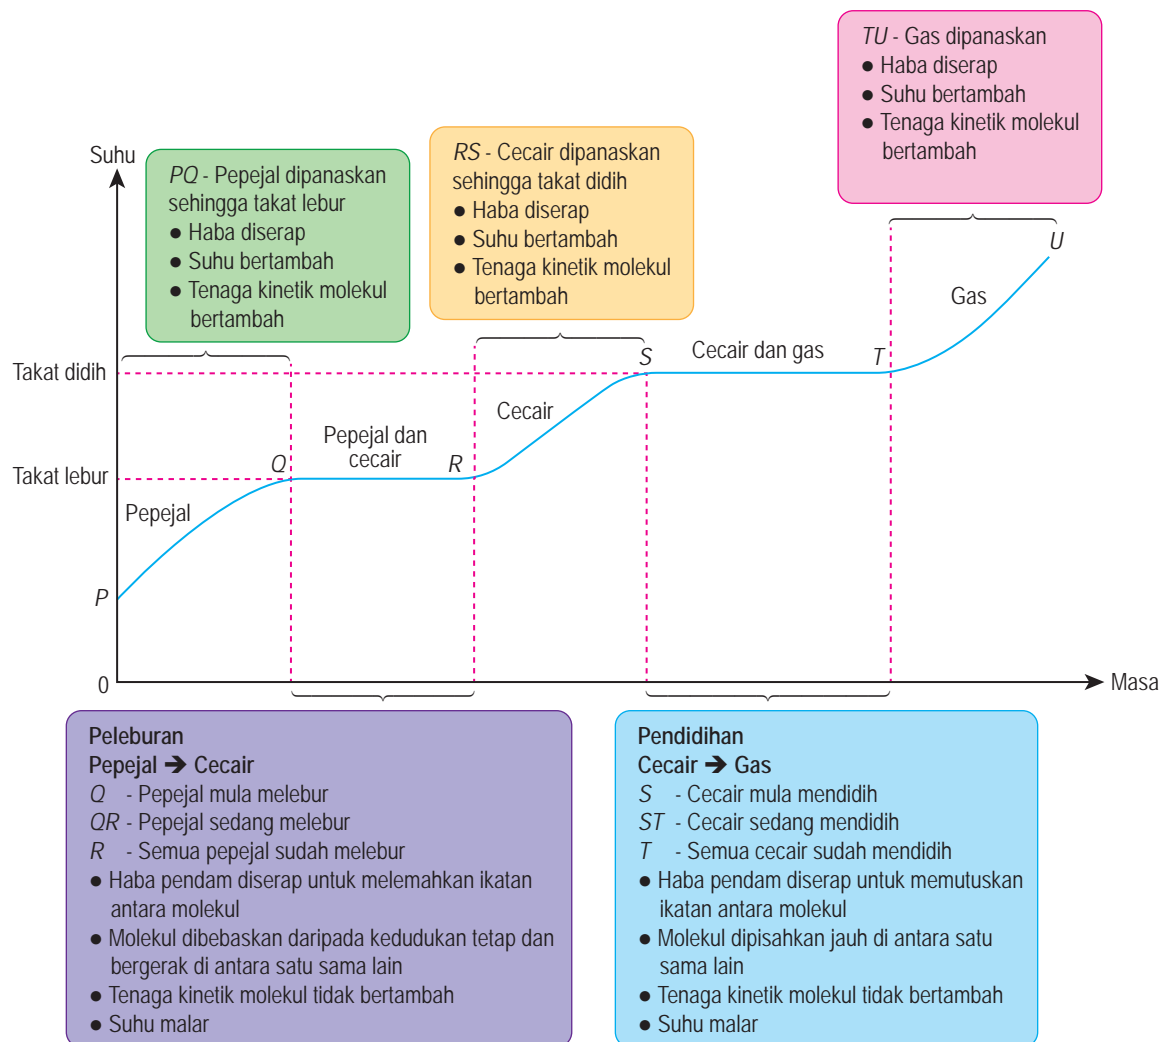 TU - Gas dipanaskan
● Haba diserap
● Suhu bertambah
● Tenaga kinetik molekul
bertambah
RS - Cecair dipanaskan
sehingga takat didih
● Haba diserap
● Suhu bertambah
● Tenaga kinetik molekul
bertambah
PQ - Pepejal dipanaskan
sehingga takat lebur
● Haba diserap
● Suhu bertambah
● Tenaga kinetik molekul
bertambah
Suhu
U
Gas
Takat didih
S
Cecair dan gas
T
Cecair
Takat lebur
Q
Pepejal dan
cecair
R
Pepejal
P
0
Masa
Peleburan
Pepejal ➔ Cecair
Q - Pepejal mula melebur
QR - Pepejal sedang melebur
R - Semua pepejal sudah melebur
● Haba pendam diserap untuk melemahkan ikatan
antara molekul
● Molekul dibebaskan daripada kedudukan tetap dan
bergerak di antara satu sama lain
● Tenaga kinetik molekul tidak bertambah
● Suhu malar
Pendidihan
Cecair ➔ Gas
S - Cecair mula mendidih
ST - Cecair sedang mendidih
T - Semua cecair sudah mendidih
● Haba pendam diserap untuk memutuskan
ikatan antara molekul
● Molekul dipisahkan jauh di antara satu
sama lain
● Tenaga kinetik molekul tidak bertambah
● Suhu malar